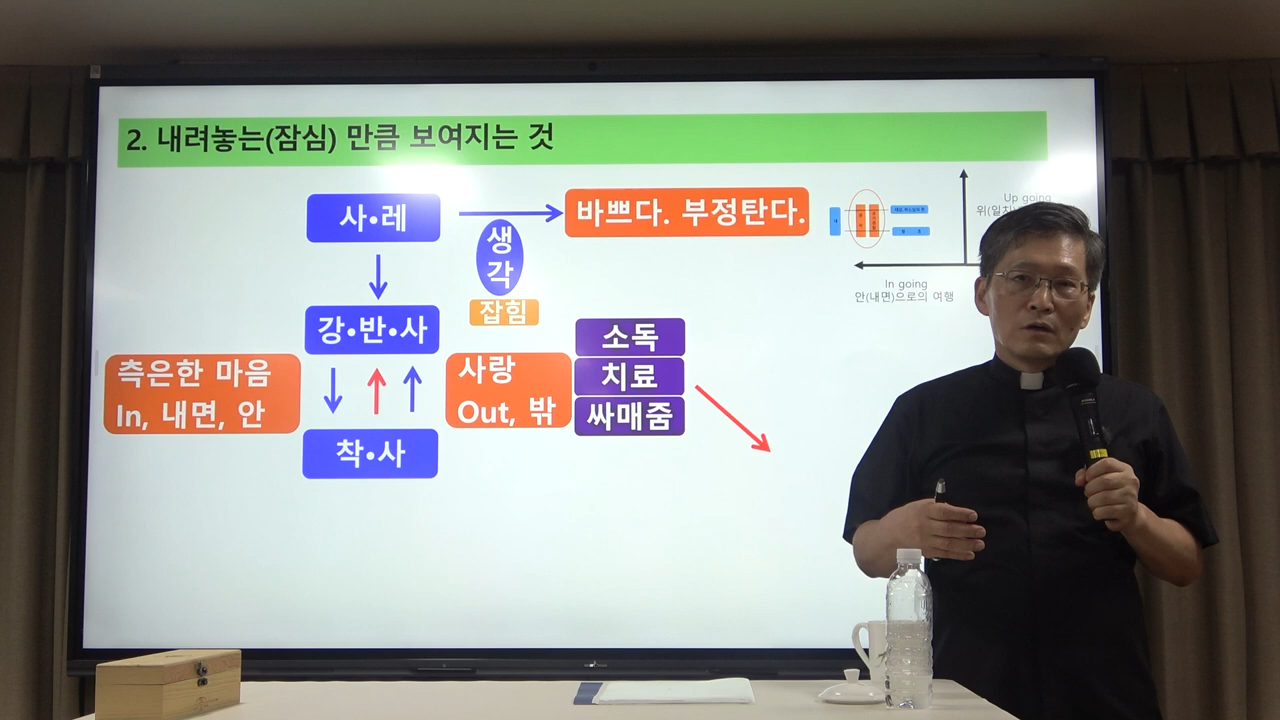 2. 내려놓는(잠심) 만큼 보여지는 것
사•레
바쁘다. 부정탄다.
생
각
잡힘
Up going
In going
안(내면)으로의 여행
강•반•사
소독
치료
싸매줌
측은한 마음
In, 내면, 안
사랑
Out, 밖
착•사